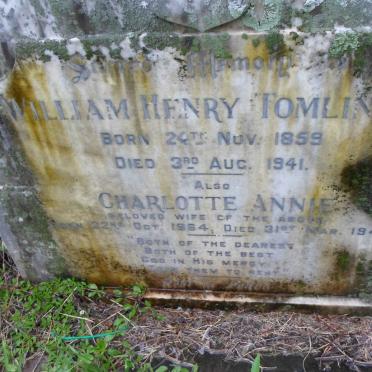 Sacred Memory
William Henry Tomlin
Born 24th Nov. 1859
Died 3rd Aug. 1941.
Also
Charlotte Annie
Beloved wife of the above
Born 22nd Oct. 1864. Died 31st Mar. 194
Both of the dearest
Both of the best
God in His mercy
them to rest